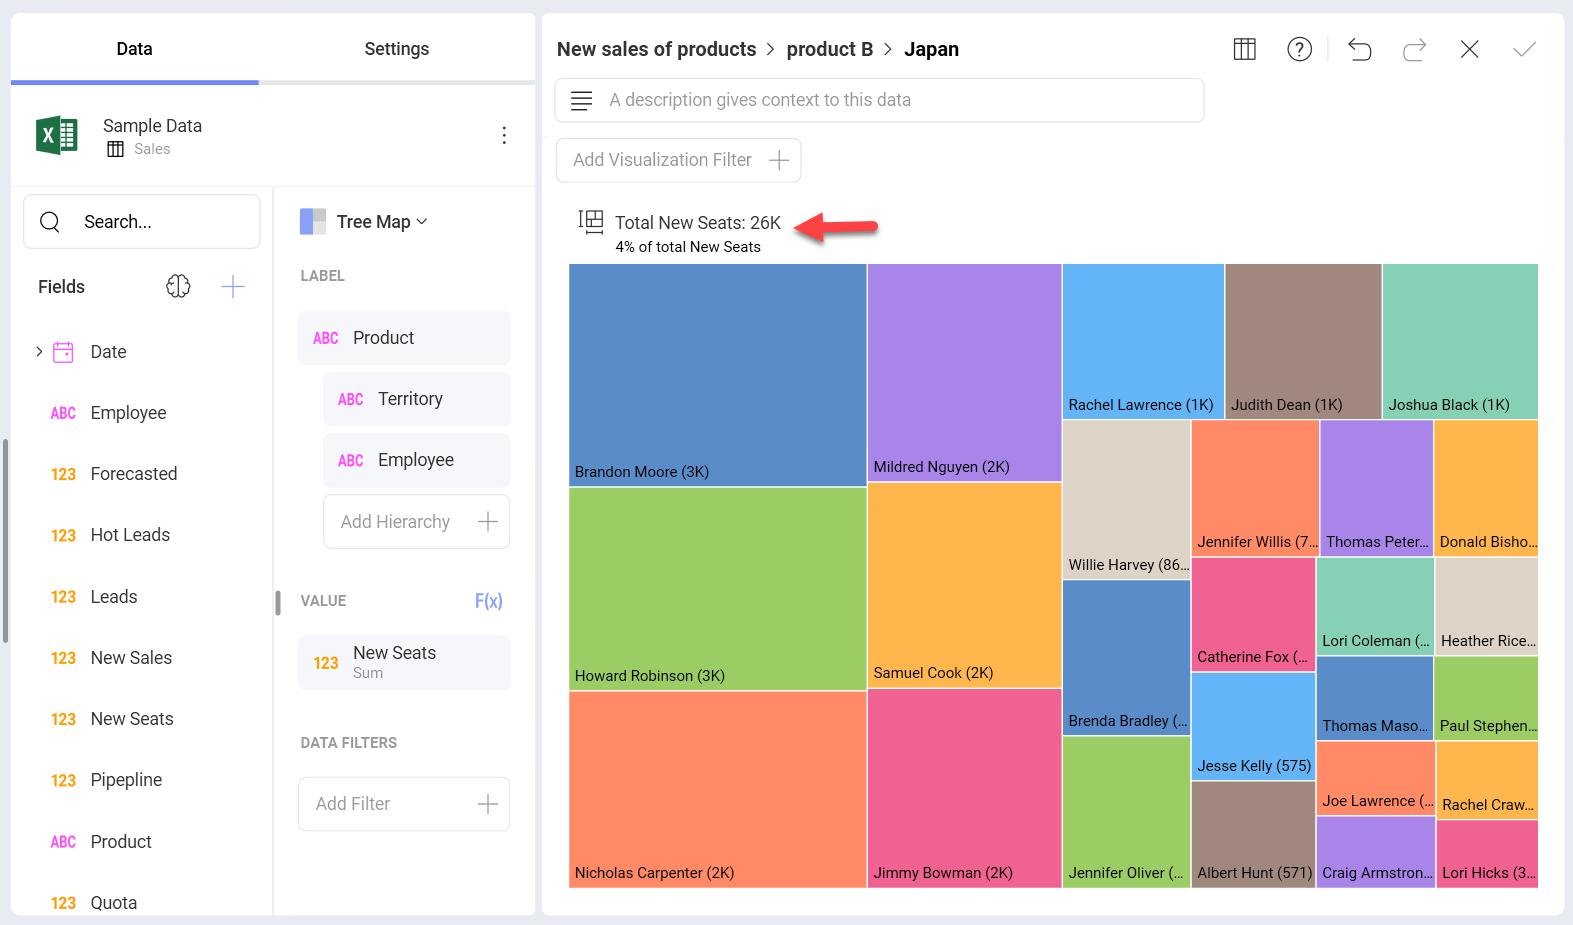 Data
Settings
Sample Data
Sales
Search...
Fields
Date
ABC Employee
123 Forecasted
123 Hot Leads
123 Leads
123 New Sales
123 New Seats
123 Pipepline
ABC Product
123 Quota
Tree Map
LABEL
ABC Product
ABC Territory
ABC Employee
Add Hierarchy
VALUE F(x)
123 New Seats
Sum
DATA FILTERS
Add Filter
New sales of products > product B > Japan
A description gives context to this data
Add Visualization Filter
Total New Seats: 26K
4% of total New Seats
Brandon Moore (3K)
Howard Robinson (3K)
Nicholas Carpenter (2K)
Mildred Nguyen (2K)
Samuel Cook (2K)
Jimmy Bowman (2K)
Rachel Lawrence (1K)
Judith Dean (1K)
Joshua Black (1K)
Willie Harvey (86...
Brenda Bradley (...
Jennifer Oliver (...
Jennifer Willis (7...
Thomas Peter...
Donald Bisho...
Catherine Fox (...
Jesse Kelly (575)
Albert Hunt (571)
Lori Coleman (...
Heather Rice...
Thomas Maso...
Paul Stephen...
Joe Lawrence (...
Rachel Craw...
Craig Armstron...
Lori Hicks (3...